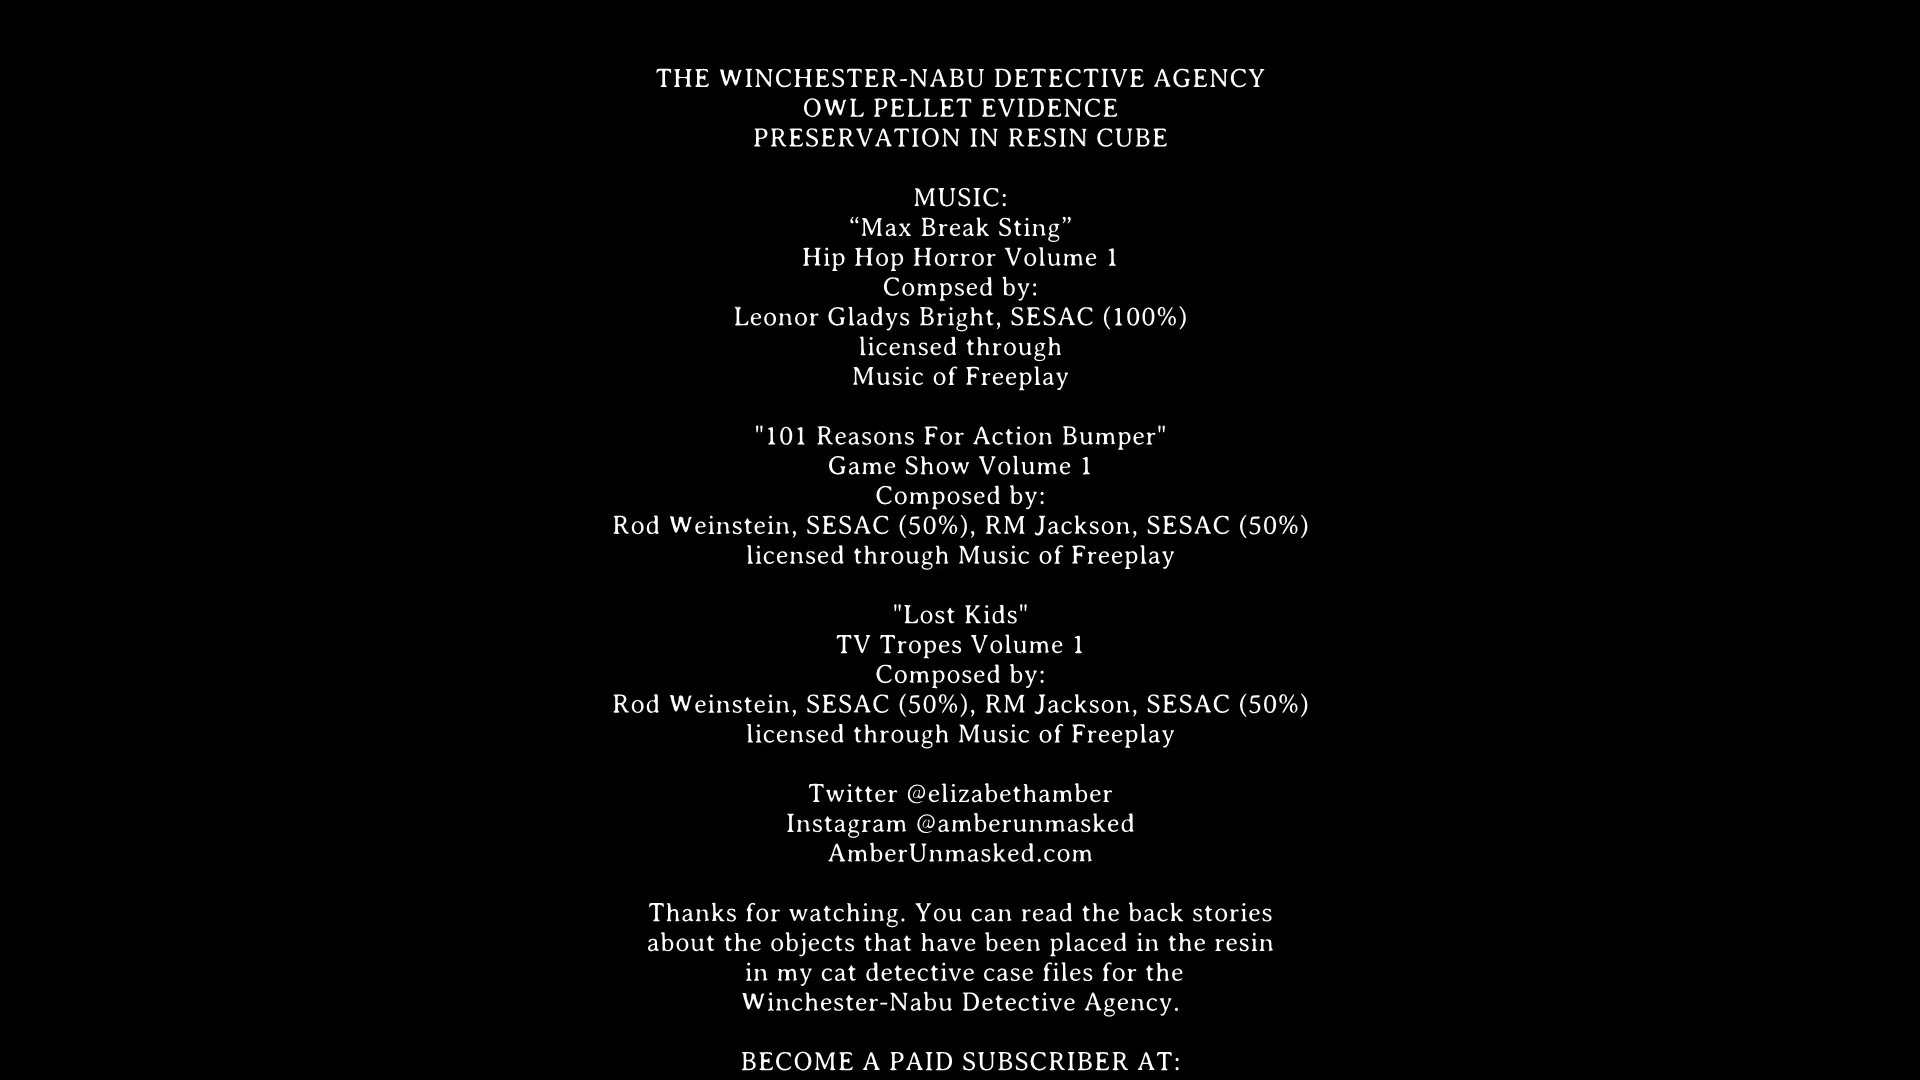 THE WINCHESTER-NABU DETECTIVE AGENCY
OWL PELLET EVIDENCE
PRESERVATION IN RESIN CUBE
MUSIC:
“Max Break Sting”
Hip Hop Horror Volume 1
Compsed by:
Leonor Gladys Bright, SESAC (100%)
licensed through
Music of Freeplay
"101 Reasons For Action Bumper"
Game Show Volume 1
Composed by:
Rod Weinstein, SESAC (50%), RM Jackson, SESAC (50%)
licensed through Music of Freeplay
"Lost Kids"
TV Tropes Volume 1
Composed by:
Rod Weinstein, SESAC (50%), RM Jackson, SESAC (50%)
licensed through Music of Freeplay
Twitter @elizabethamber
Instagram @amberunmasked
AmberUnmasked.com
Thanks for watching. You can read the back stories
about the objects that have been placed in the resin
in my cat detective case files for the
Winchester-Nabu Detective Agency.
BECOME A PAID SUBSCRIBER AT: